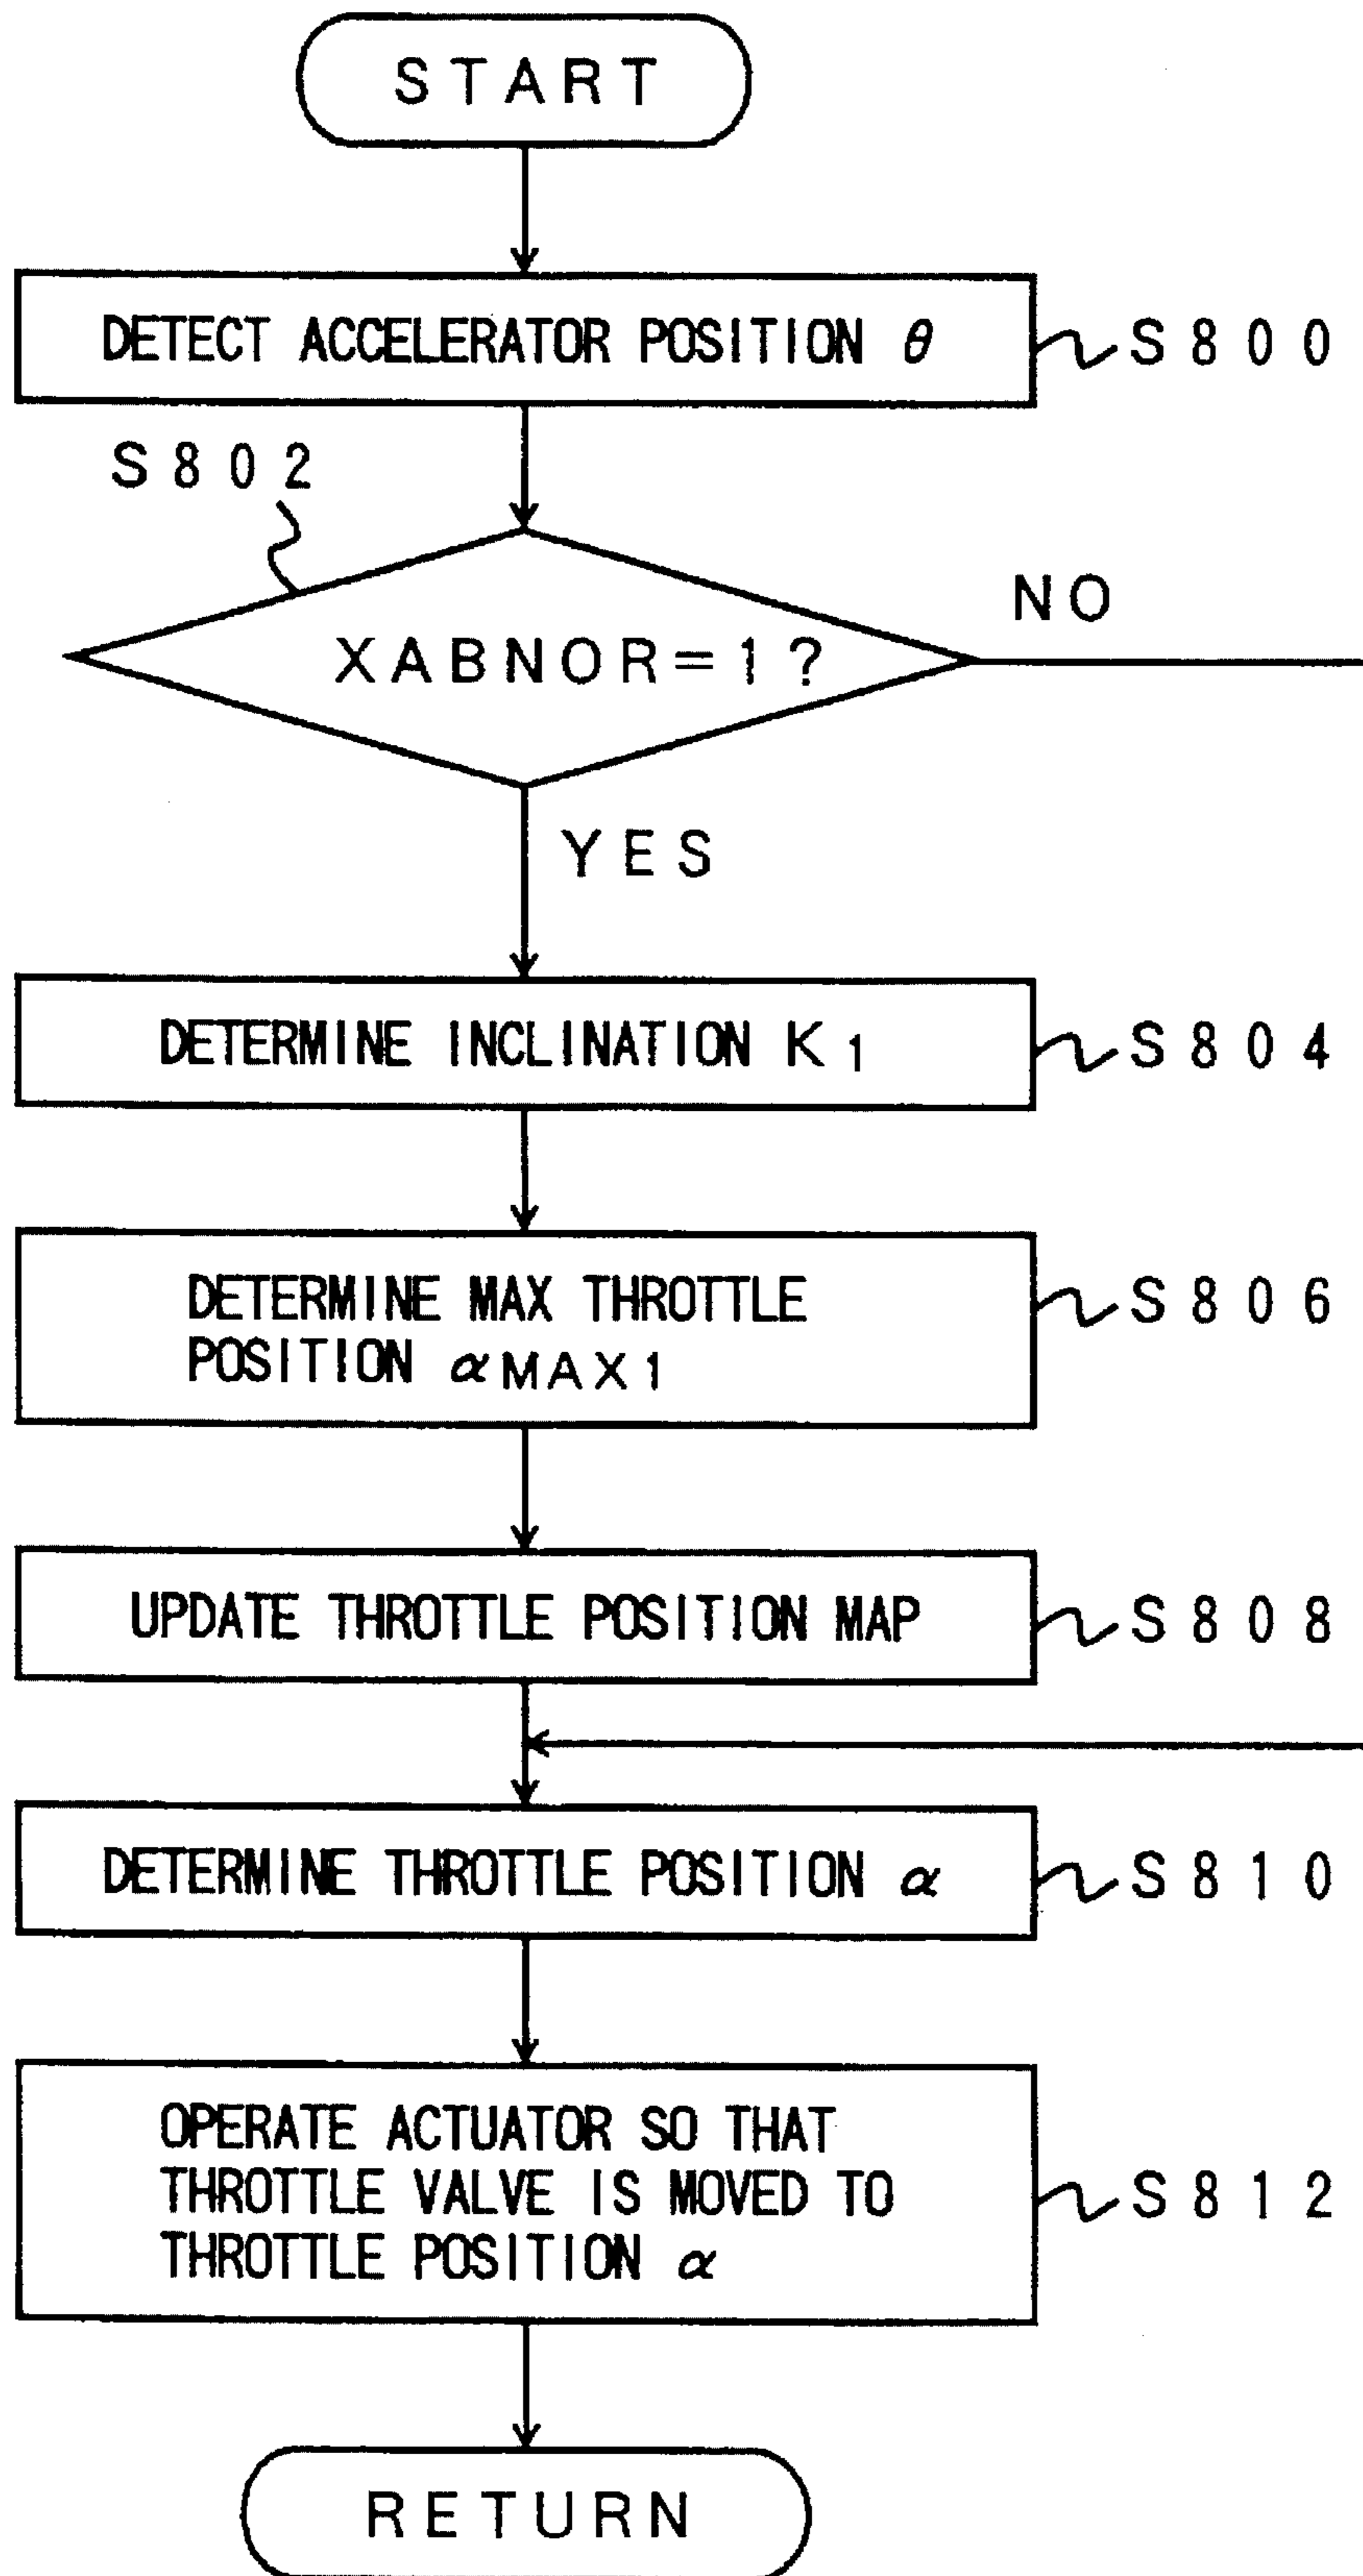 START
DETECT ACCELERATOR POSITION θ
S800
S802
XABNOR=1?
NO
YES
DETERMINE INCLINATION K1
S804
DETERMINE MAX THROTTLE
POSITION αMAX1
S806
UPDATE THROTTLE POSITION MAP
S808
DETERMINE THROTTLE POSITION α
S810
OPERATE ACTUATOR SO THAT
THROTTLE VALVE IS MOVED TO
THROTTLE POSITION α
S812
RETURN